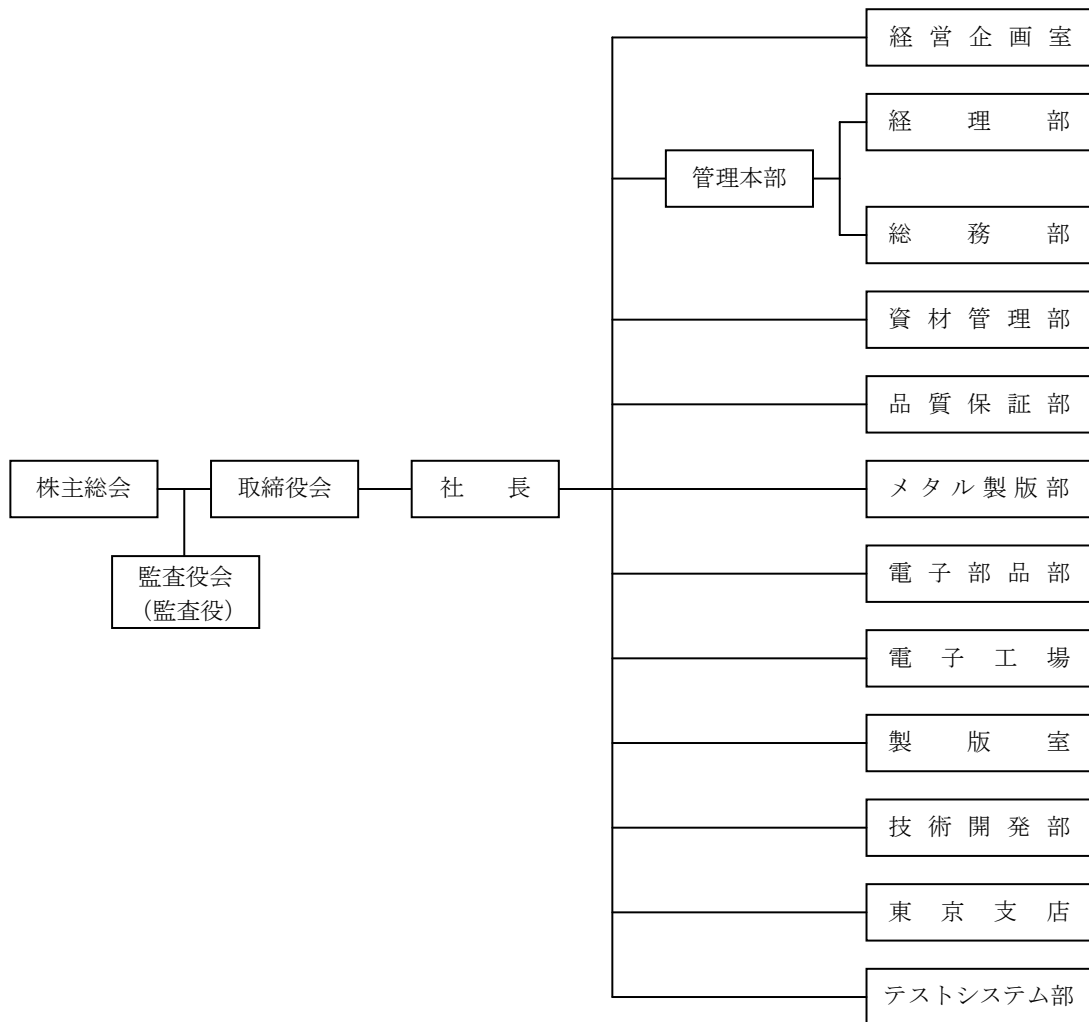 経営企画室
経理部
管理本部
総務部
資材管理部
品質保証部
株主総会
取締役会
社長
メタル製版部
監査役会
（監査役）
電子部品部
電子工場
製版室
技術開発部
東京支店
テストシステム部